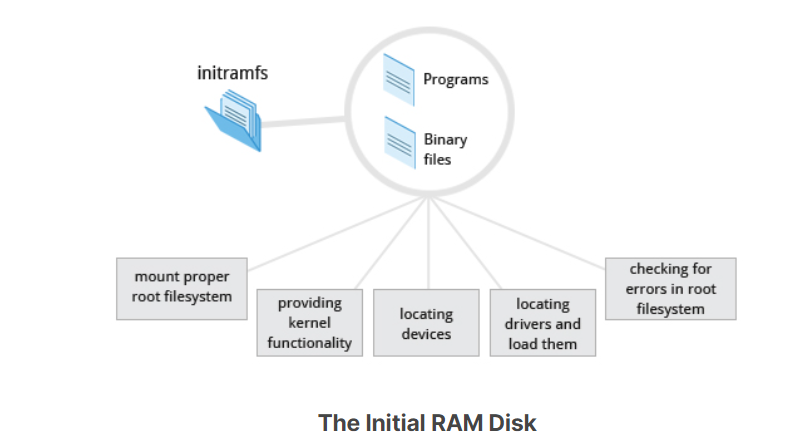 initramfs
Programs
Binary
files
mount proper
root filesystem
providing
kernel
functionality
locating
devices
locating
drivers and
load them
checking for
errors in root
filesystem
The Initial RAM Disk